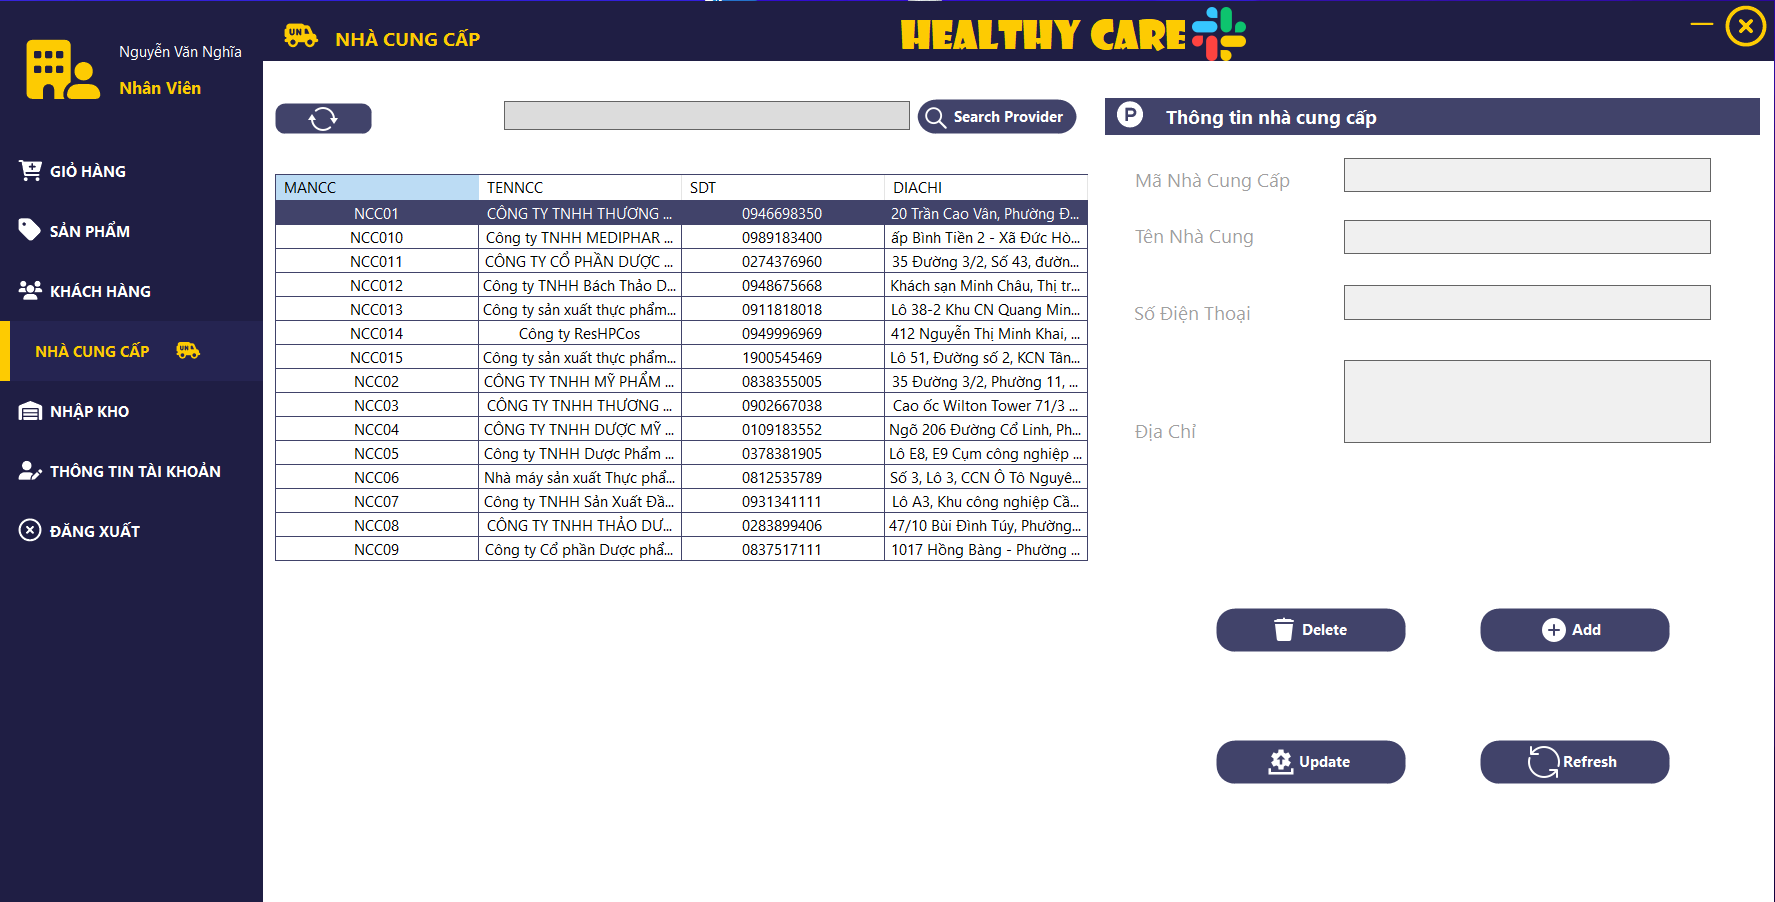 Nguyễn Văn Nghĩa
Nhân Viên
GIỎ HÀNG
SẢN PHẨM
KHÁCH HÀNG
NHÀ CUNG CẤP
NHẬP KHO
THÔNG TIN TÀI KHOẢN
ĐĂNG XUẤT
NHÀ CUNG CẤP
HEALTHY CARE
Search Provider
MANCC TENNCC SDT DIACHI
NCC01 CÔNG TY TNHH THƯƠNG ... 0946698350 20 Trần Cao Vân, Phường Đ...
NCC010 Công ty TNHH MEDIPHAR ... 0989183400 ấp Bình Tiền 2 - Xã Đức Hò...
NCC011 CÔNG TY CỔ PHẦN DƯỢC ... 0274376960 35 Đường 3/2, Số 43, đườn...
NCC012 Công ty TNHH Bách Thảo D... 0948675668 Khách sạn Minh Châu, Thị tr...
NCC013 Công ty sản xuất thực phẩm... 0911818018 Lô 38-2 Khu CN Quang Min...
NCC014 Công ty ResHPCos 0949996969 412 Nguyễn Thị Minh Khai, ...
NCC015 Công ty sản xuất thực phẩm... 1900545469 Lô 51, Đường số 2, KCN Tân...
NCC02 CÔNG TY TNHH MỸ PHẨM ... 0838355005 35 Đường 3/2, Phường 11, ...
NCC03 CÔNG TY TNHH THƯƠNG ... 0902667038 Cao ốc Wilton Tower 71/3 ...
NCC04 CÔNG TY TNHH DƯỢC MỸ ... 0109183552 Ngõ 206 Đường Cổ Linh, Ph...
NCC05 Công ty TNHH Dược Phẩm ... 0378381905 Lô E8, E9 Cụm công nghiệp ...
NCC06 Nhà máy sản xuất Thực phẩ... 0812535789 Số 3, Lô 3, CCN Ô Tô Nguyê...
NCC07 Công ty TNHH Sản Xuất Đầ... 0931341111 Lô A3, Khu công nghiệp Cầ...
NCC08 CÔNG TY TNHH THẢO DƯ... 0283899406 47/10 Bùi Đình Túy, Phường...
NCC09 Công ty Cổ phần Dược phẩ... 0837517111 1017 Hồng Bàng - Phường ...
P Thông tin nhà cung cấp
Mã Nhà Cung Cấp
Tên Nhà Cung
Số Điện Thoại
Địa Chỉ
Delete
Add
Update
Refresh